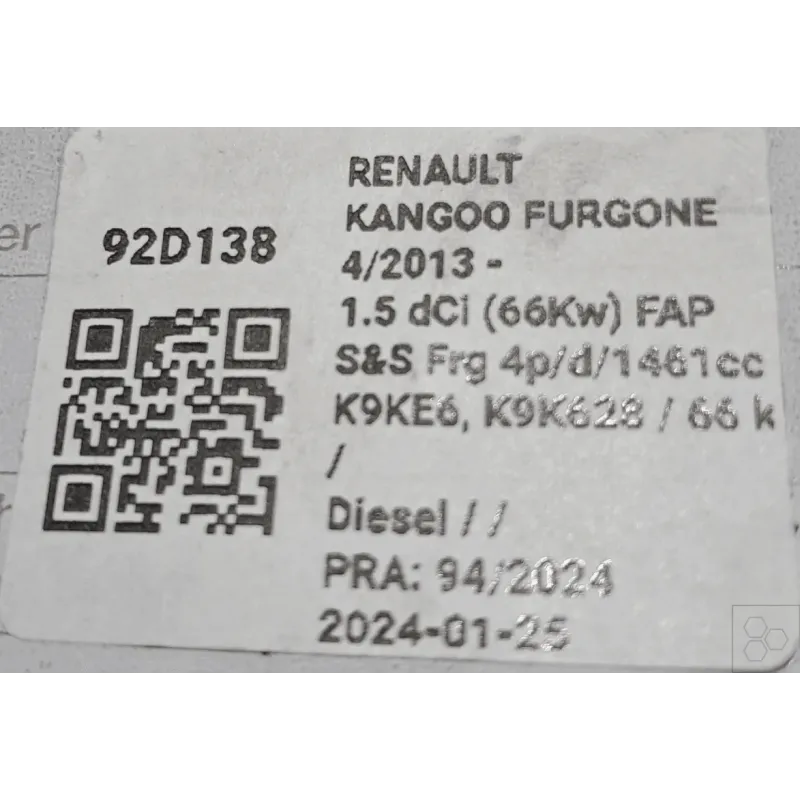 er
92D138
RENAULT
KANGOO FURGONE
4/2013 -
1.5 dCi (66Kw) FAP
S&S Frg 4p/d/1461cc
K9KE6, K9K628 / 66 k
/
Diesel / /
PRA: 94/2024
2024-01-25